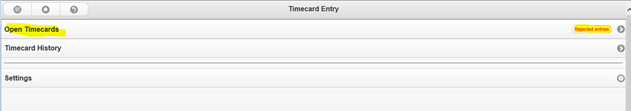 Timecard Entry
Open Timecards Rejected entries
Timecard History
Settings